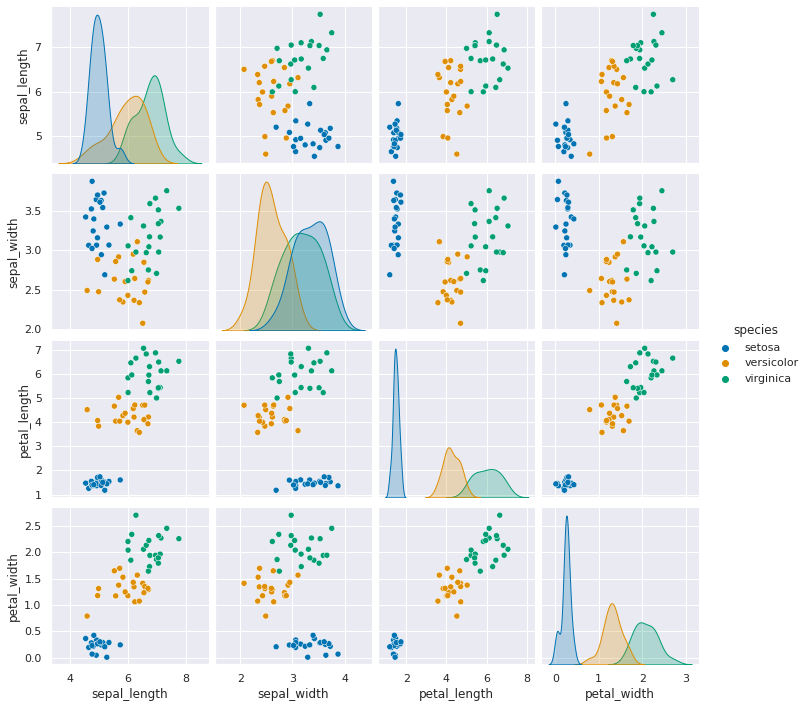 sepal_length
7
6
5
sepal_width
3.5
3.0
2.5
2.0
species
setosa
versicolor
virginica
petal_length
7
6
5
4
3
2
1
petal_width
2.5
2.0
1.5
1.0
0.5
0.0
4 6 8 2 3 4 2 4 6 8 0 1 2 3
sepal_length sepal_width petal_length petal_width